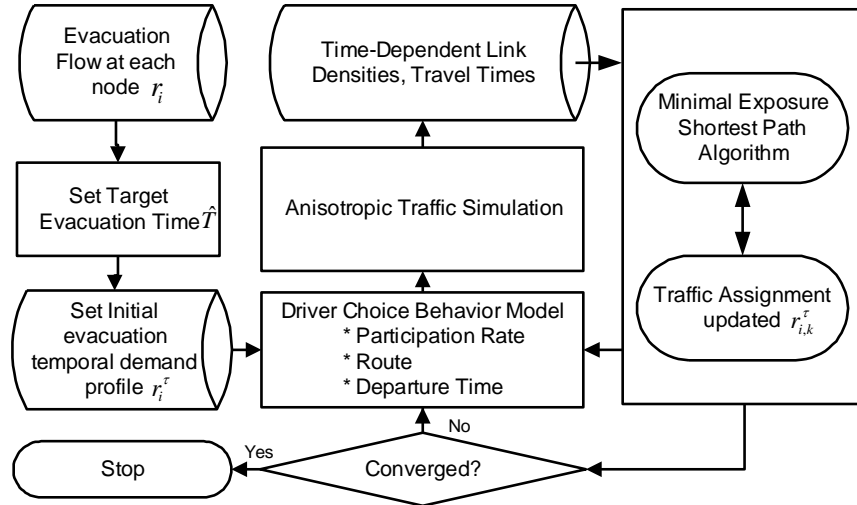 Evacuation
Flow at each
node r_i
Set Target
Evacuation Time T̂
Set Initial
evacuation
temporal demand
profile r_i^τ
Time-Dependent Link
Densities, Travel Times
Anisotropic Traffic Simulation
Driver Choice Behavior Model
* Participation Rate
* Route
* Departure Time
Minimal Exposure
Shortest Path
Algorithm
Traffic Assignment
updated r_{i,k}^τ
No
Yes
Converged?
Stop